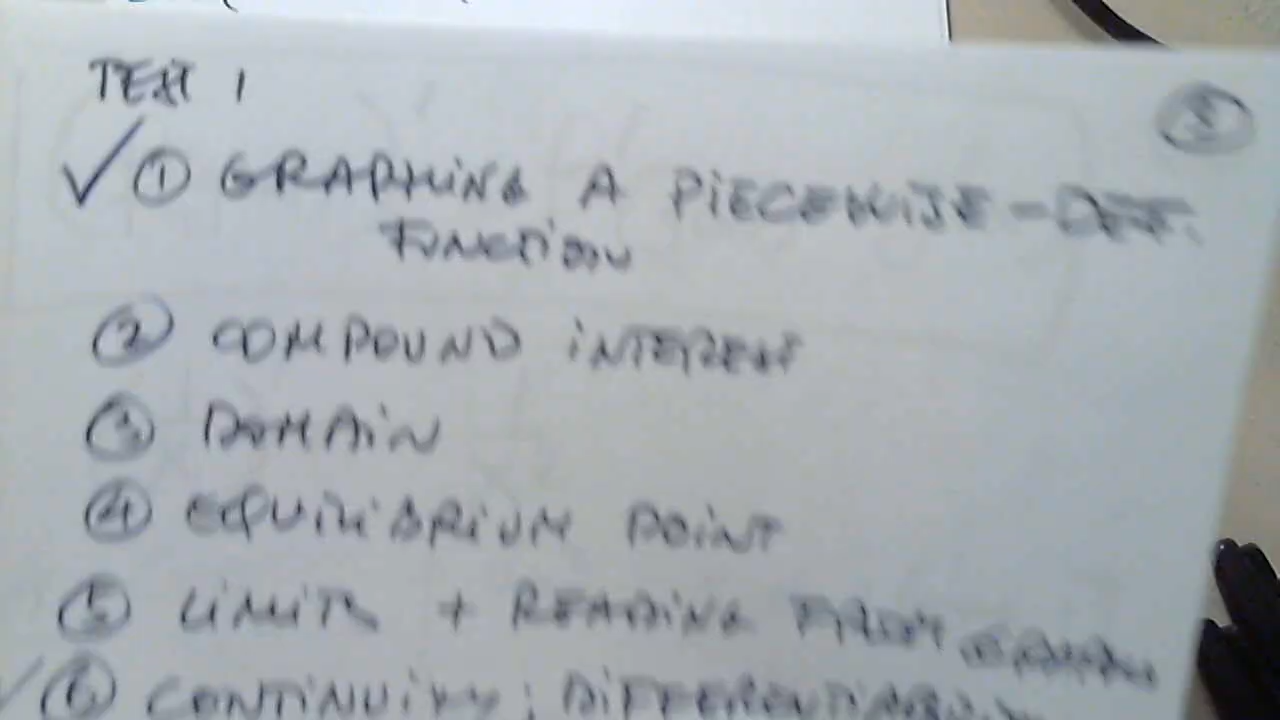 TEST 1
✓ ① GRAPHING A PIECEWISE-DEF.
FUNCTION
② COMPOUND INTEREST
③ DOMAIN
④ EQUILIBRIUM POINT
⑤ LIMITS + READING FROM GRAPH
✓ ⑥ CONTINUITY; DIFFERENTIABILITY